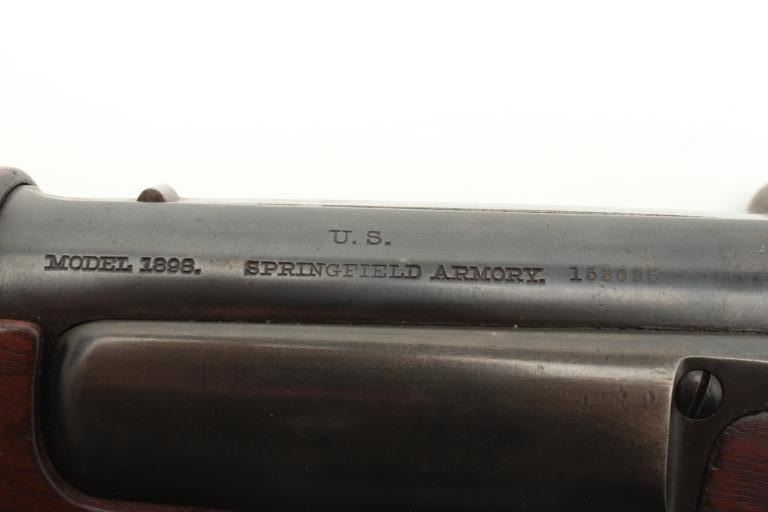 U.S.
MODEL 1898. SPRINGFIELD ARMORY.